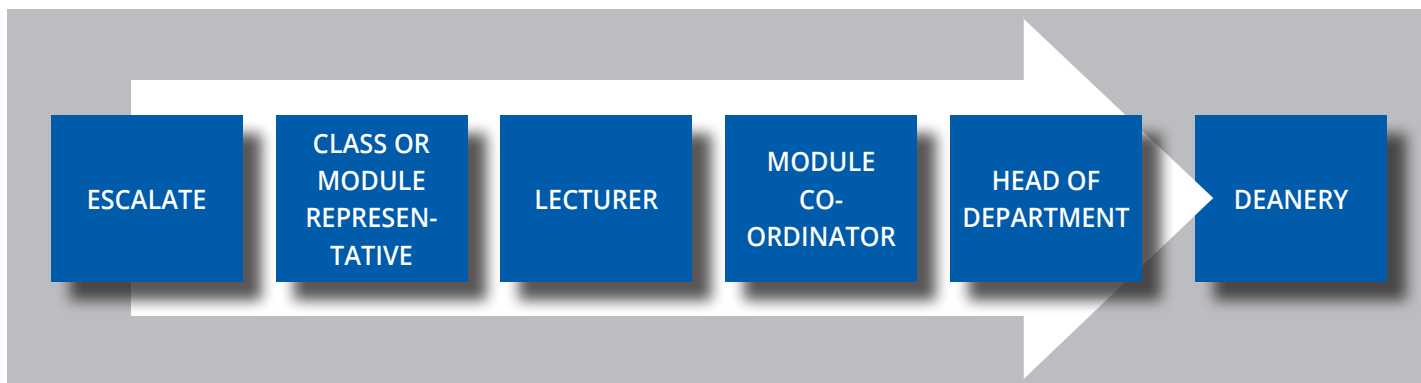 ESCALATE
CLASS OR
MODULE
REPRESEN-
TATIVE
LECTURER
MODULE
CO-
ORDINATOR
HEAD OF
DEPARTMENT
DEANERY